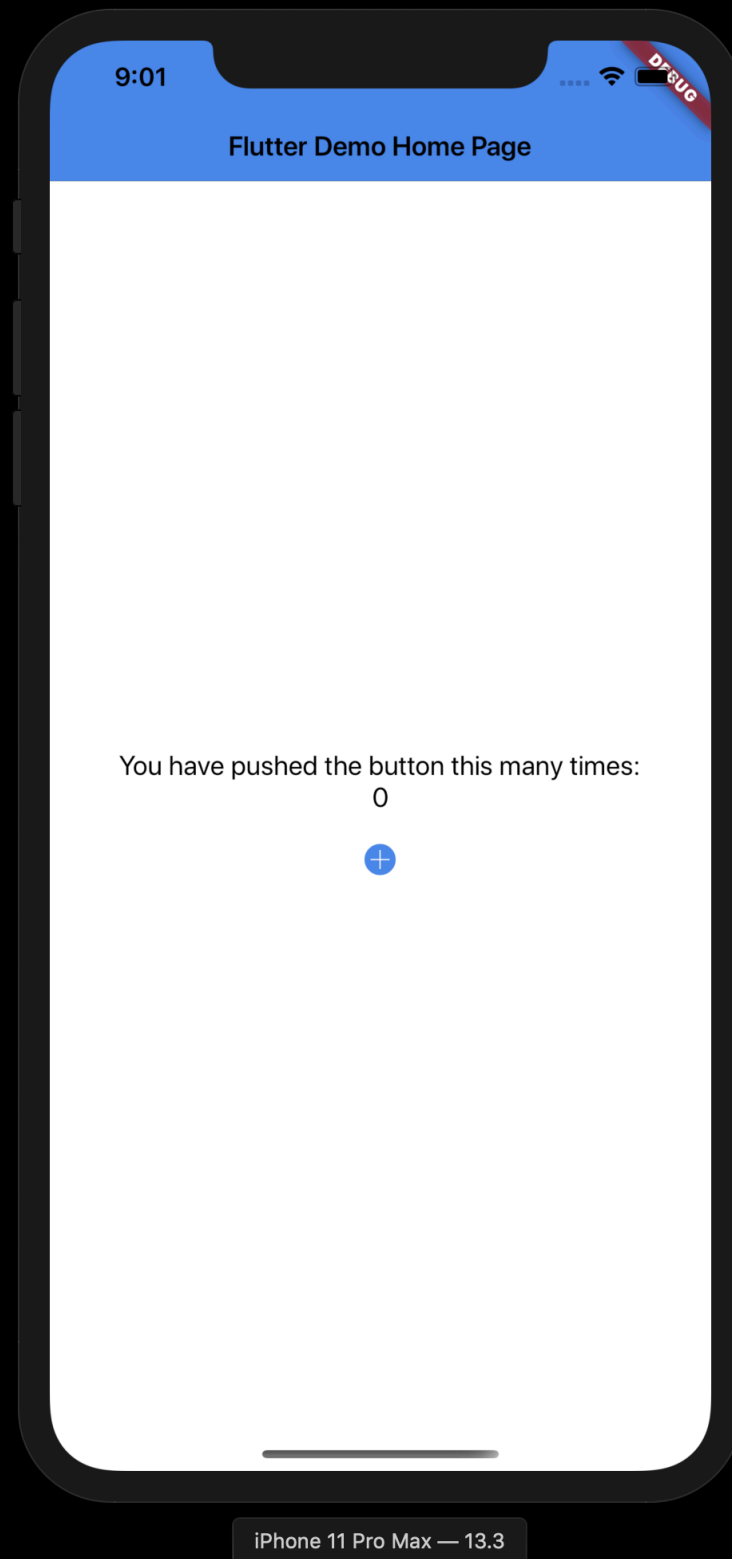 9:01
DEBUG
Flutter Demo Home Page
You have pushed the button this many times:
0
iPhone 11 Pro Max — 13.3